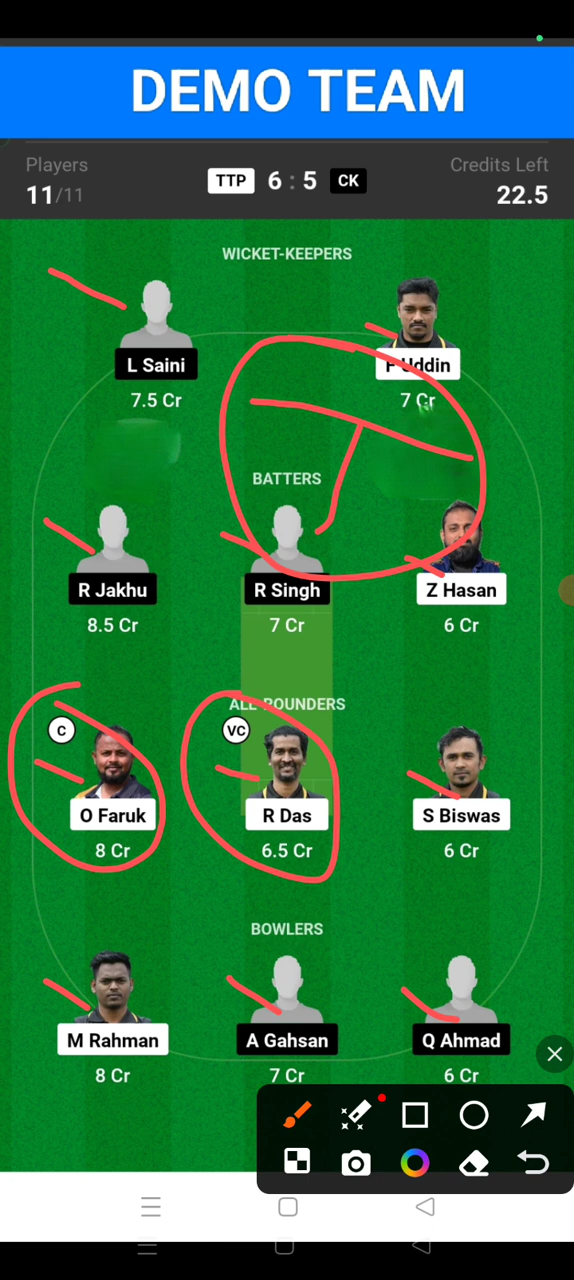 DEMO TEAM
Players Credits Left
11/11 TTP 6 : 5 CK 22.5
WICKET-KEEPERS
L Saini F Uddin
7.5 Cr 7 Cr
BATTERS
R Jakhu R Singh Z Hasan
8.5 Cr 7 Cr 6 Cr
ALL-ROUNDERS
C VC
O Faruk R Das S Biswas
8 Cr 6.5 Cr 6 Cr
BOWLERS
M Rahman A Gahsan Q Ahmad
8 Cr 7 Cr 6 Cr